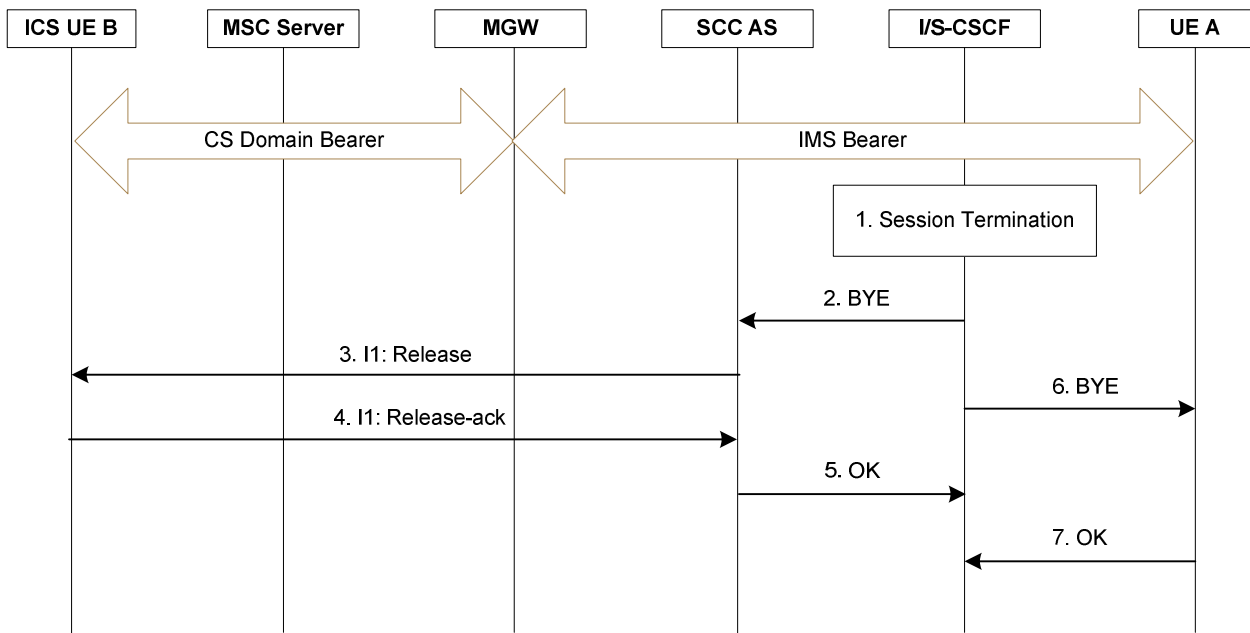 ICS UE B
MSC Server
MGW
SCC AS
I/S-CSCF
UE A
CS Domain Bearer
IMS Bearer
1. Session Termination
2. BYE
3. I1: Release
6. BYE
4. I1: Release-ack
5. OK
7. OK